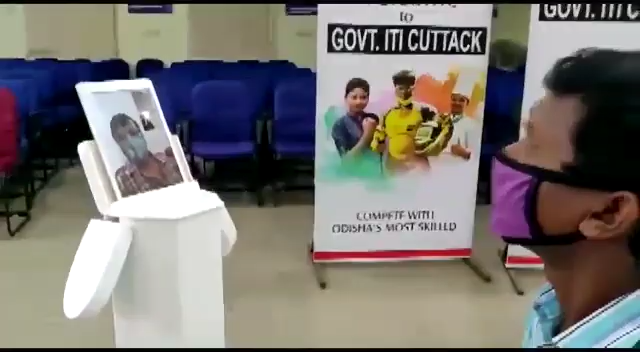 to
GOVT. ITI CUTTACK
COMPETE WITH
ODISHA'S MOST SKILLED
GOVT. ITI C